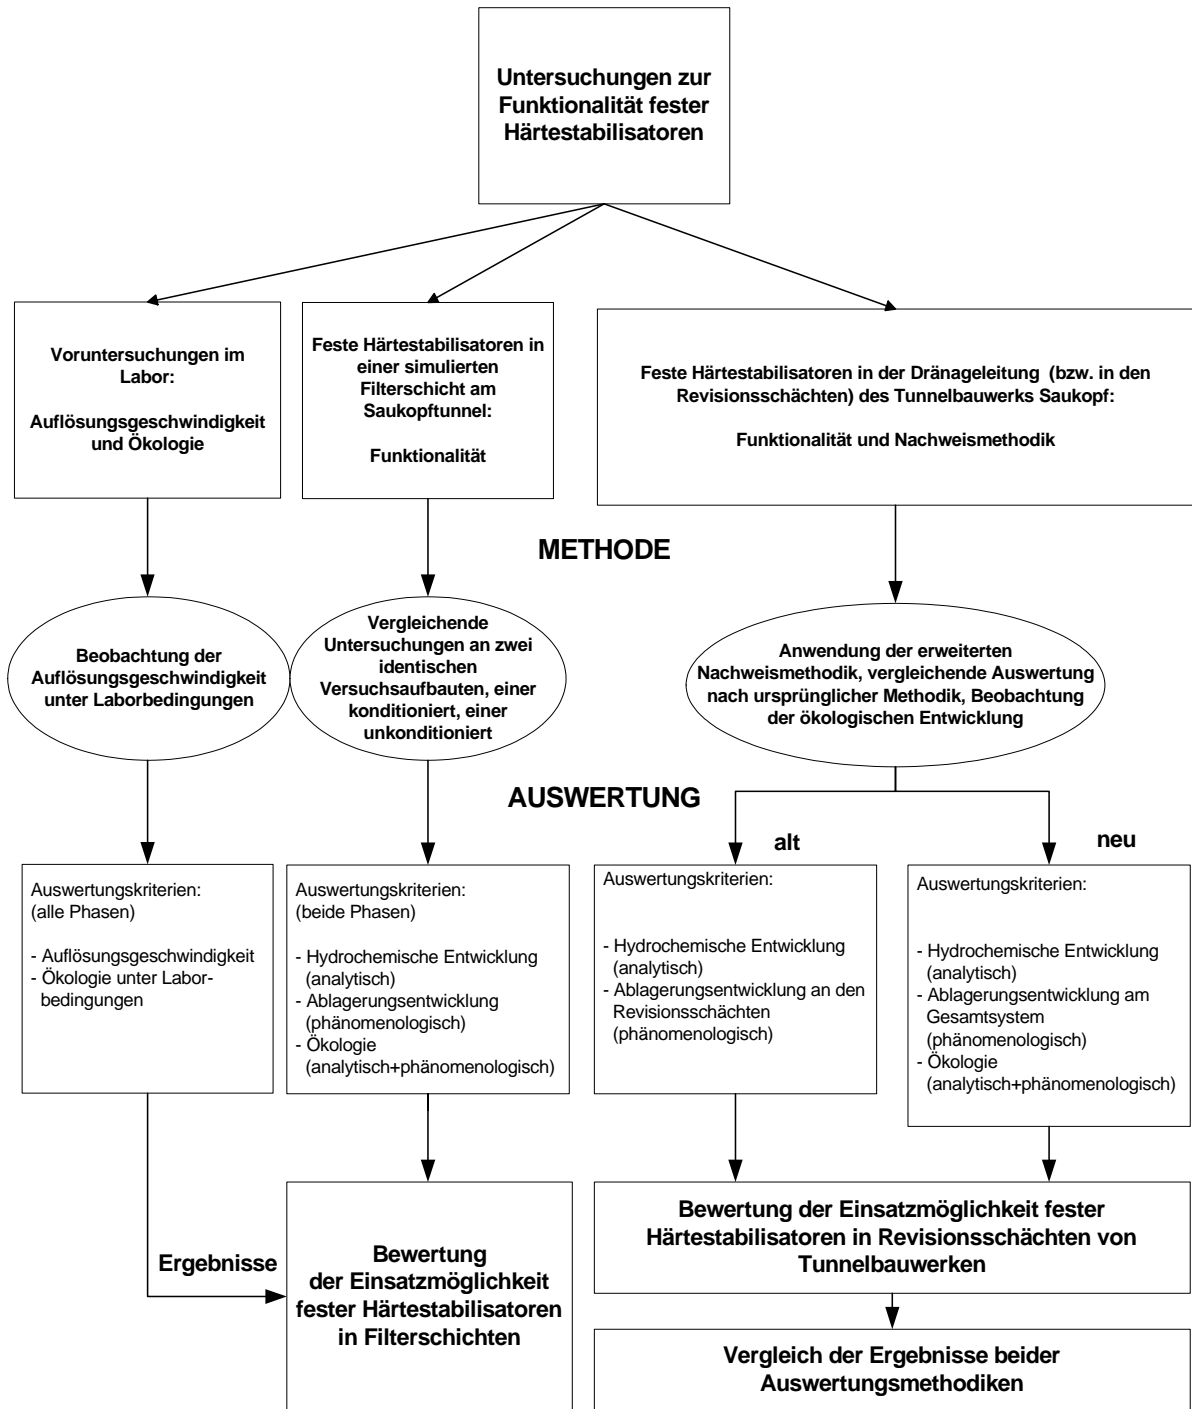 Untersuchungen zur
Funktionalität fester
Härtestabilisatoren
Voruntersuchungen im
Labor:
Auflösungsgeschwindigkeit
und Ökologie
Feste Härtestabilisatoren in
einer simulierten
Filterschicht am
Saukopftunnel:
Funktionalität
Feste Härtestabilisatoren in der Dränageleitung (bzw. in den
Revisionsschächten) des Tunnelbauwerks Saukopf:
Funktionalität und Nachweismethodik
METHODE
Beobachtung der
Auflösungsgeschwindigkeit
unter Laborbedingungen
Vergleichende
Untersuchungen an zwei
identischen
Versuchsaufbauten, einer
konditioniert, einer
unkonditioniert
Anwendung der erweiterten
Nachweismethodik, vergleichende Auswertung
nach ursprünglicher Methodik, Beobachtung
der ökologischen Entwicklung
AUSWERTUNG
alt
neu
Auswertungskriterien:
(alle Phasen)
- Auflösungsgeschwindigkeit
- Ökologie unter Labor-
bedingungen
Auswertungskriterien:
(beide Phasen)
- Hydrochemische Entwicklung
(analytisch)
- Ablagerungsentwicklung
(phänomenologisch)
- Ökologie
(analytisch+phänomenologisch)
Auswertungskriterien:
- Hydrochemische Entwicklung
(analytisch)
- Ablagerungsentwicklung an den
Revisionsschächten
(phänomenologisch)
Auswertungskriterien:
- Hydrochemische Entwicklung
(analytisch)
- Ablagerungsentwicklung am
Gesamtsystem
(phänomenologisch)
- Ökologie
(analytisch+phänomenologisch)
Ergebnisse
Bewertung
der Einsatzmöglichkeit
fester Härtestabilisatoren
in Filterschichten
Bewertung der Einsatzmöglichkeit fester
Härtestabilisatoren in Revisionsschächten von
Tunnelbauwerken
Vergleich der Ergebnisse beider
Auswertungsmethodiken